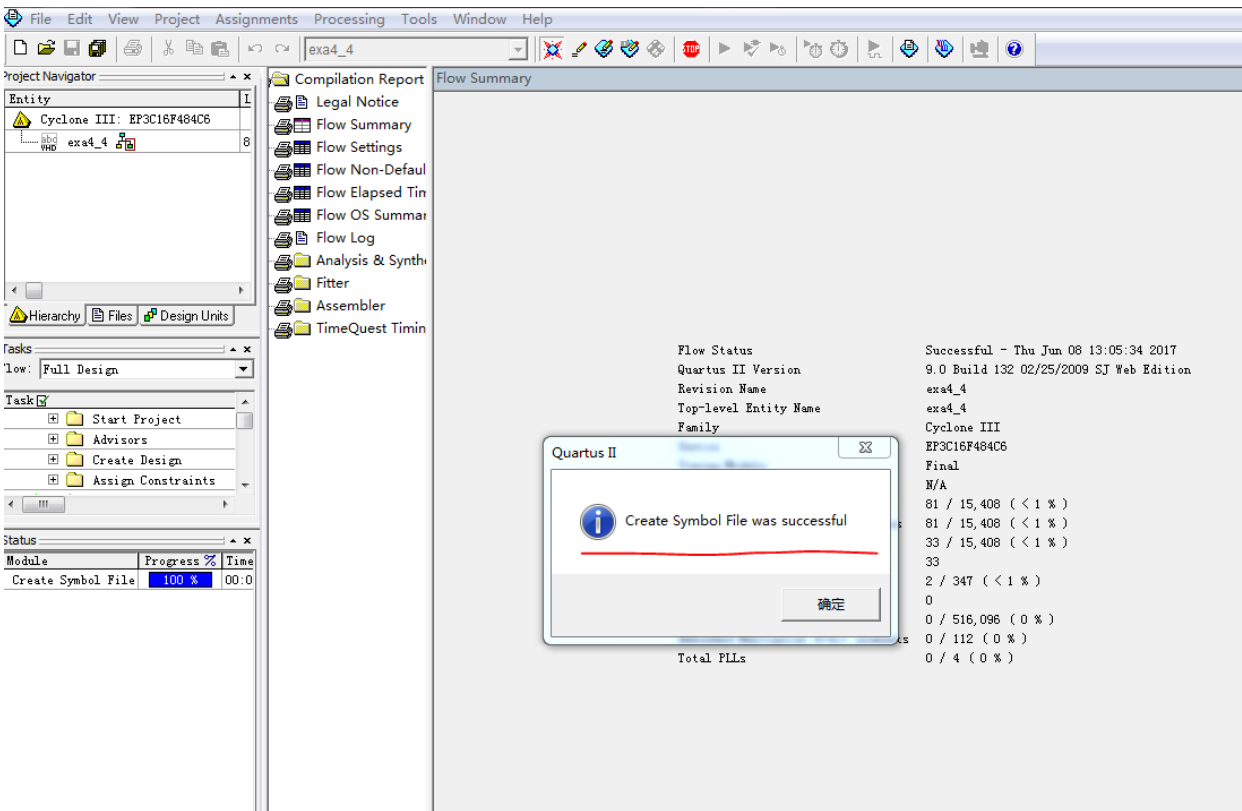 File Edit View Project Assignments Processing Tools Window Help
exa4_4
STOP
Project Navigator
Entity
L
Cyclone III: EP3C16F484C6
abc
VHD
exa4_4
8
Hierarchy Files Design Units
Tasks
Flow: Full Design
Task
Start Project
Advisors
Create Design
Assign Constraints
Status
Module Progress % Time
Create Symbol File 100 % 00:0
Compilation Report
Legal Notice
Flow Summary
Flow Settings
Flow Non-Defaul
Flow Elapsed Tim
Flow OS Summar
Flow Log
Analysis & Synthe
Fitter
Assembler
TimeQuest Timin
Flow Summary
Flow Status Successful - Thu Jun 08 13:05:34 2017
Quartus II Version 9.0 Build 132 02/25/2009 SJ Web Edition
Revision Name exa4_4
Top-level Entity Name exa4_4
Family Cyclone III
EP3C16F484C6
Final
N/A
81 / 15,408 ( < 1 % )
81 / 15,408 ( < 1 % )
33 / 15,408 ( < 1 % )
33
2 / 347 ( < 1 % )
0
0 / 516,096 ( 0 % )
0 / 112 ( 0 % )
Total PLLs 0 / 4 ( 0 % )
Quartus II
Create Symbol File was successful
确定